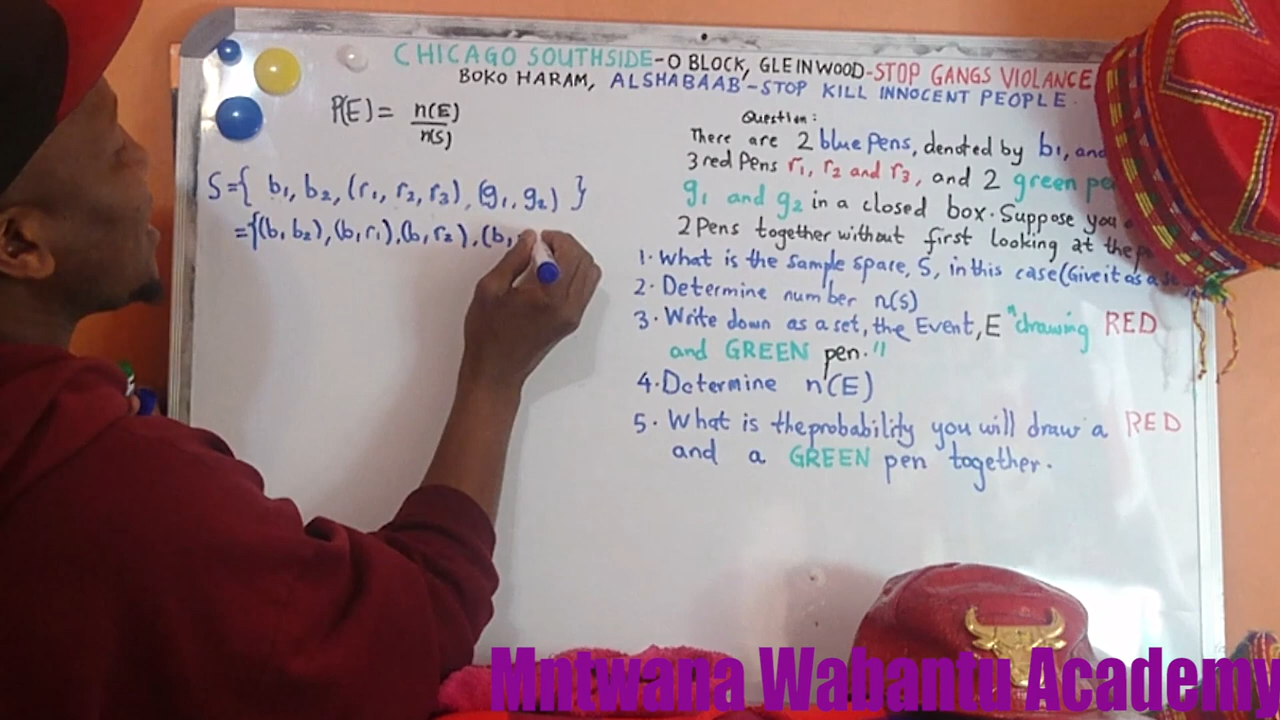 CHICAGO SOUTHSIDE-O BLOCK, GLEINWOOD-STOP GANGS VIOLANCE
BOKO HARAM, ALSHABAAB-STOP KILL INNOCENT PEOPLE.
P(E) = n(E)/n(S)
S={ b₁, b₂, (r₁, r₂, r₃), (g₁, g₂) }
={(b₁ b₂), (b₁ r₁), (b₁ r₂), (b₁,
Question:
There are 2 blue Pens, denoted by b₁, and
3 red Pens r₁, r₂ and r₃, and 2 green
g₁ and g₂ in a closed box. Suppose you
2 Pens together without first looking at the
1. What is the Sample space, S, in this case (Give it as a
2. Determine number n(s)
3. Write down as a set, the Event, E "drawing RED
and GREEN pen."
4. Determine n(E)
5. What is the probability you will draw a RED
and a GREEN pen together.
Mntwana Wabantu Academy